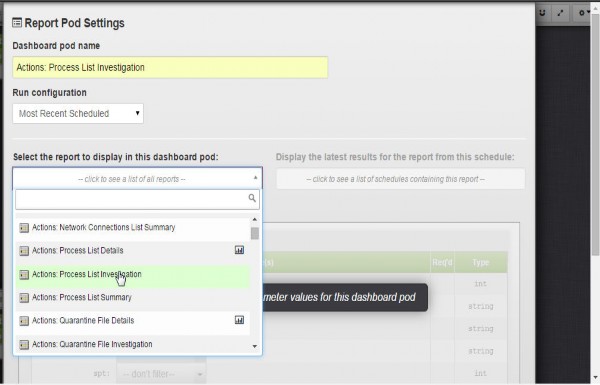 Report Pod Settings
Dashboard pod name
Actions: Process List Investigation
Run configuration
Most Recent Scheduled
Select the report to display in this dashboard pod:
Display the latest results for the report from this schedule:
-- click to see a list of all reports --
-- click to see a list of schedules containing this report --
Actions: Network Connections List Summary
Actions: Process List Details
Actions: Process List Investigation
Req'd Type
int
Actions: Process List Summary
meter values for this dashboard pod
string
Actions: Quarantine File Details
string
Actions: Quarantine File Investigation
string
apt: -- don't filter--
int